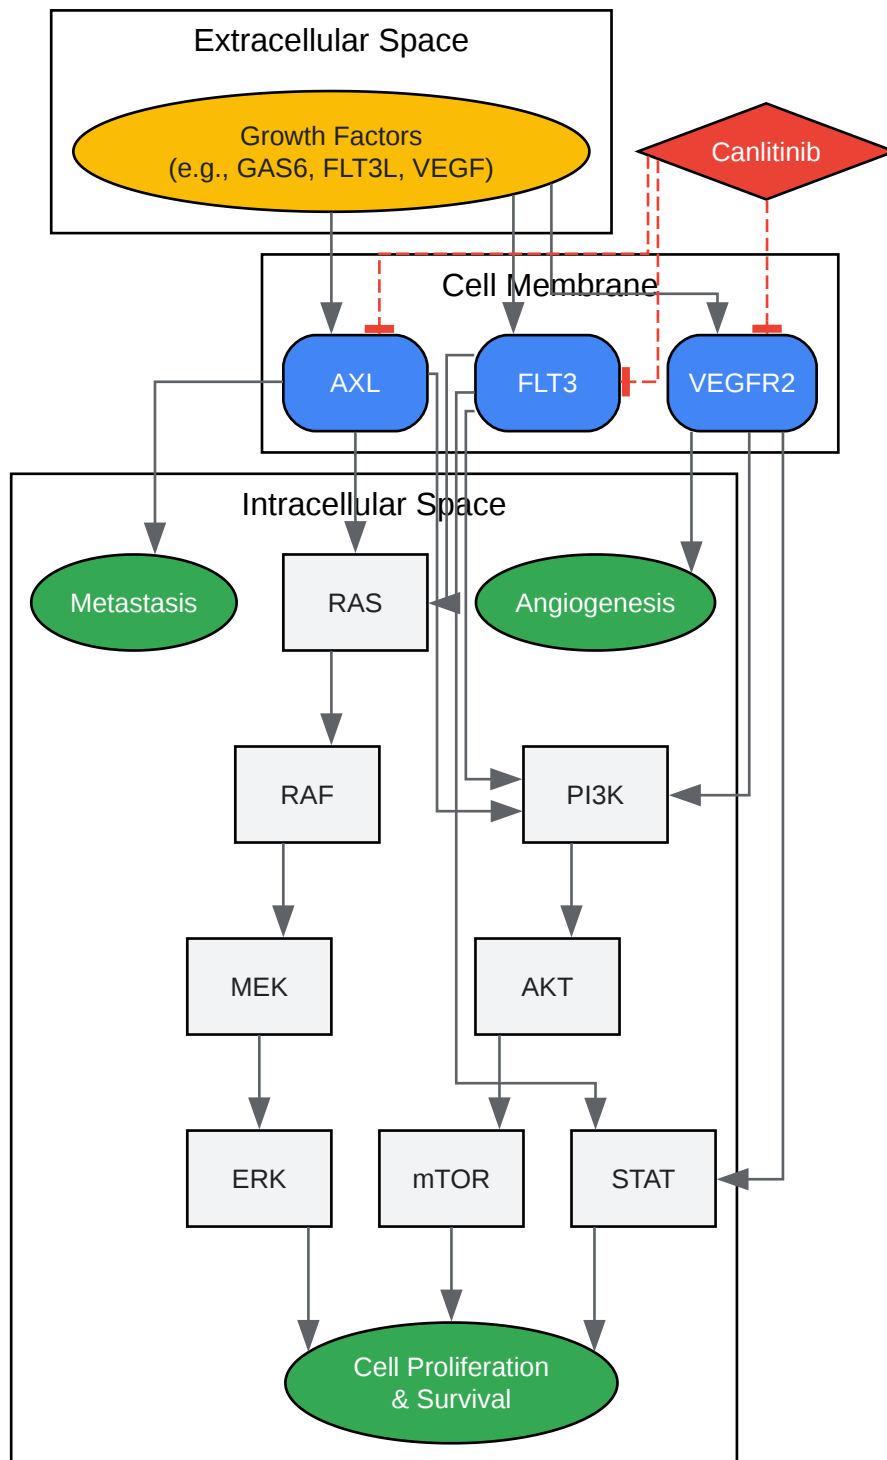 Extracellular Space
Growth Factors
(e.g., GAS6, FLT3L, VEGF)
Canlitinib
Cell Membrane
AXL
FLT3
VEGFR2
Intracellular Space
Metastasis
RAS
Angiogenesis
RAF
PI3K
MEK
AKT
ERK
mTOR
STAT
Cell Proliferation
& Survival